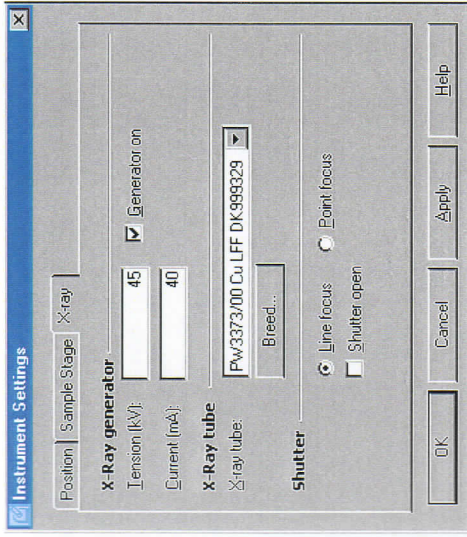 Instrument Settings
Position Sample Stage X-ray
X-Ray generator
Tension (kV): 45 Generator on
Current (mA): 40
X-Ray tube
X-ray tube: PW3373/00 Cu LFF DK999329
Breed...
Shutter
Line focus Point focus
Shutter open
OK Cancel Apply Help